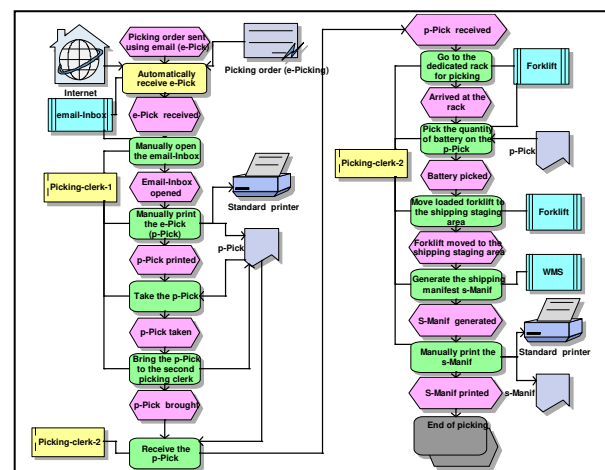 Picking order sent
using email (e-Pick)
Internet
Picking order (e-Picking)
Automatically
receive e-Pick
email-Inbox
e-Pick received
Manually open
the email-Inbox
Picking-clerk-1
Email-Inbox
opened
Standard printer
Manually print
the e-Pick
(p-Pick)
p-Pick
p-Pick printed
Take the p-Pick
p-Pick taken
Bring the p-Pick
to the second
picking clerk
p-Pick brought
Picking-clerk-2
Receive the
p-Pick
p-Pick received
Go to the
dedicated rack
for picking
Forklift
Arrived at the
rack
Pick the quantity
of battery on the
p-Pick
p-Pick
Picking-clerk-2
Battery picked
Move loaded forklift to
the shipping staging
area
Forklift
Forklift moved to the
shipping staging area
Generate the shipping
manifest s-Manif
WMS
S-Manif generated
Standard printer
Manually print the
s-Manif
S-Manif printed
s-Manif
End of picking